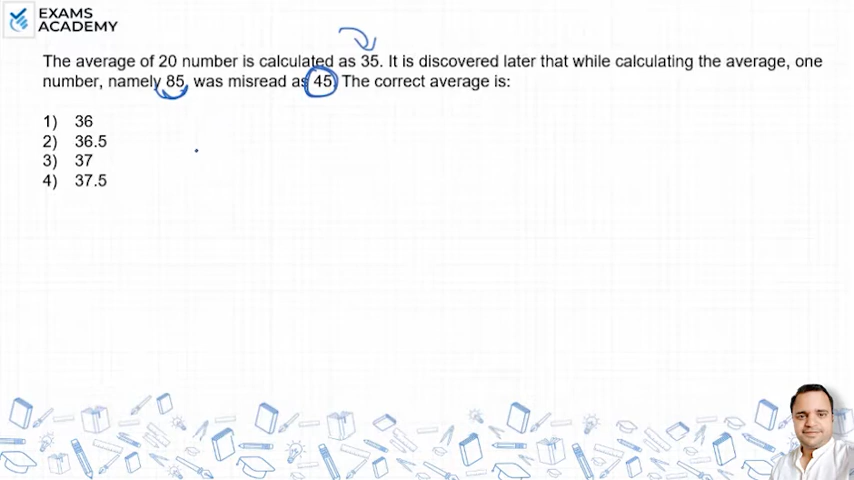 EXAMS
ACADEMY
The average of 20 number is calculated as 35. It is discovered later that while calculating the average, one
number, namely 85, was misread as 45. The correct average is:
1) 36
2) 36.5
3) 37
4) 37.5